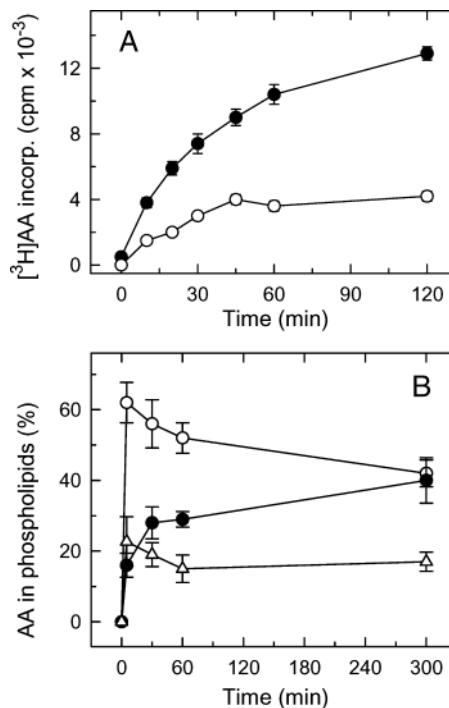 A
[³H]AA incorp. (cpm x 10⁻³)
12
8
4
0
0 30 60 90 120
Time (min)
B
AA in phospholipids (%)
60
40
20
0
0 60 120 180 240 300
Time (min)